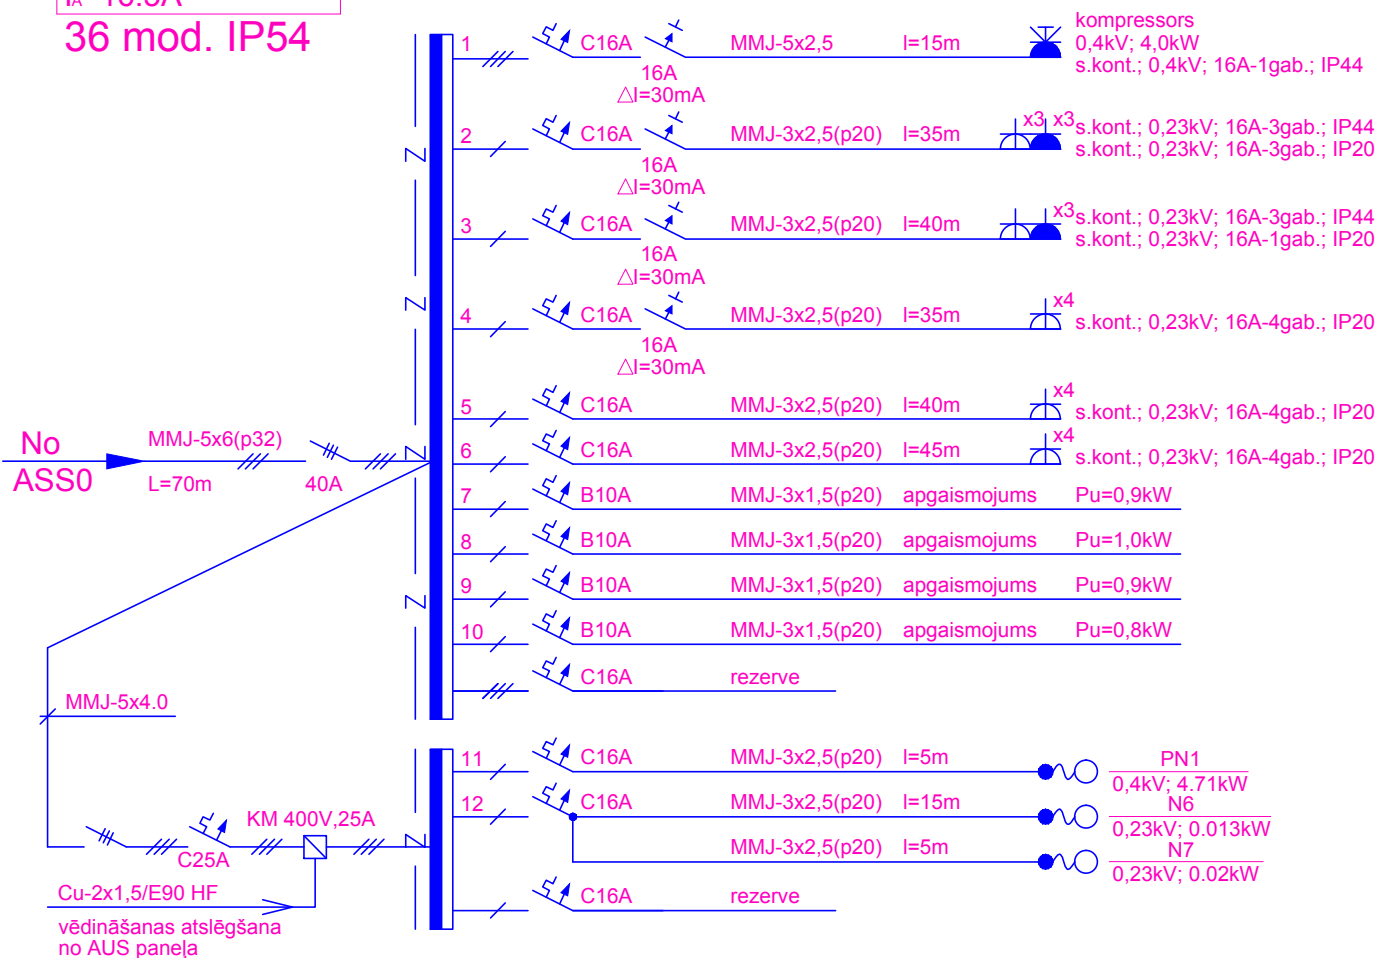 36 mod. IP54
1
C16A
MMJ-5x2,5
l=15m
kompressors
0,4kV; 4,0kW
s.kont.; 0,4kV; 16A-1gab.; IP44
16A
△I=30mA
2
C16A
MMJ-3x2,5(p20)
l=35m
x3
x3
s.kont.; 0,23kV; 16A-3gab.; IP44
s.kont.; 0,23kV; 16A-3gab.; IP20
16A
△I=30mA
3
C16A
MMJ-3x2,5(p20)
l=40m
x3
s.kont.; 0,23kV; 16A-3gab.; IP44
s.kont.; 0,23kV; 16A-1gab.; IP20
16A
△I=30mA
4
C16A
MMJ-3x2,5(p20)
l=35m
x4
s.kont.; 0,23kV; 16A-4gab.; IP20
16A
△I=30mA
5
C16A
MMJ-3x2,5(p20)
l=40m
x4
s.kont.; 0,23kV; 16A-4gab.; IP20
6
C16A
MMJ-3x2,5(p20)
l=45m
x4
s.kont.; 0,23kV; 16A-4gab.; IP20
No
ASS0
MMJ-5x6(p32)
L=70m
40A
7
B10A
MMJ-3x1,5(p20)
apgaismojums
Pu=0,9kW
8
B10A
MMJ-3x1,5(p20)
apgaismojums
Pu=1,0kW
9
B10A
MMJ-3x1,5(p20)
apgaismojums
Pu=0,9kW
10
B10A
MMJ-3x1,5(p20)
apgaismojums
Pu=0,8kW
C16A
rezerve
MMJ-5x4.0
11
C16A
MMJ-3x2,5(p20)
l=5m
PN1
0,4kV; 4.71kW
12
C16A
MMJ-3x2,5(p20)
l=15m
N6
0,23kV; 0.013kW
MMJ-3x2,5(p20)
l=5m
N7
0,23kV; 0.02kW
C16A
rezerve
KM 400V,25A
C25A
Cu-2x1,5/E90 HF
vēdināšanas atslēgšana
no AUS paneļa